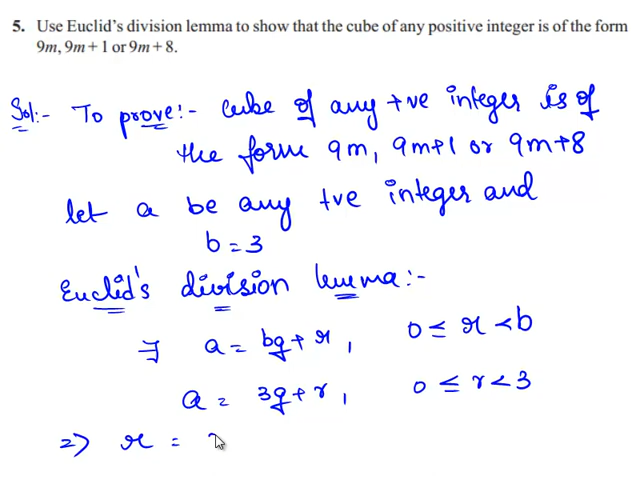 5. Use Euclid's division lemma to show that the cube of any positive integer is of the form
9m, 9m + 1 or 9m + 8.
Sol:- To prove:- cube of any +ve integer is of
the form 9m, 9m+1 or 9m+8
let a be any +ve integer and
b = 3
Euclid's division lemma:-
∃ a = bq + r, 0 ≤ r < b
a = 3q + r, 0 ≤ r < 3
=> r =